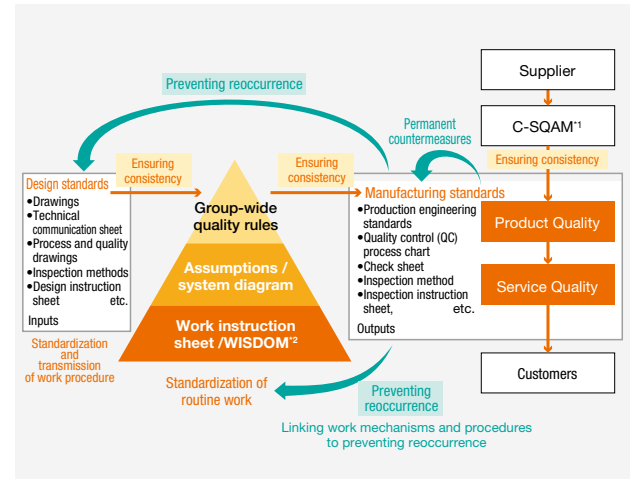 Supplier
C-SQAM*1
Ensuring consistency
Preventing reoccurrence
Permanent
countermeasures
Ensuring
consistency
Ensuring
consistency
Design standards
•Drawings
•Technical
communication sheet
•Process and quality
drawings
•Inspection methods
•Design instruction
sheet etc.
Inputs
Standardization
and
transmission
of work procedure
Group-wide
quality rules
Assumptions /
system diagram
Work instruction
sheet /WISDOM*2
Standardization of
routine work
Manufacturing standards
•Production engineering
standards
•Quality control (QC)
process chart
•Check sheet
•Inspection method
•Inspection instruction
sheet, etc.
Outputs
Product Quality
Service Quality
Customers
Preventing
reoccurrence
Linking work mechanisms and procedures
to preventing reoccurrence